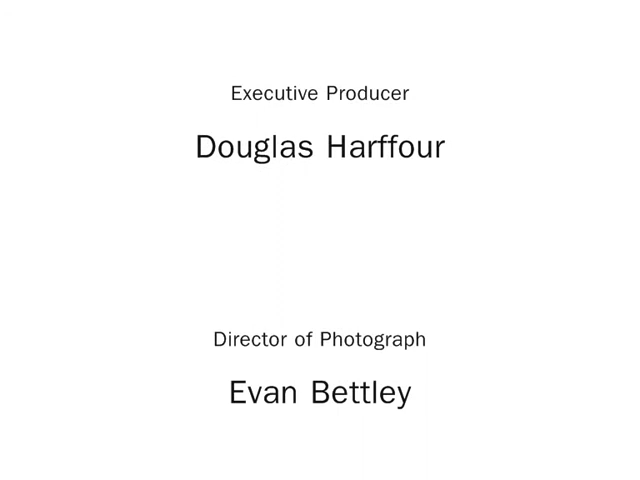 Executive Producer
Douglas Harffour
Director of Photograph
Evan Bettley